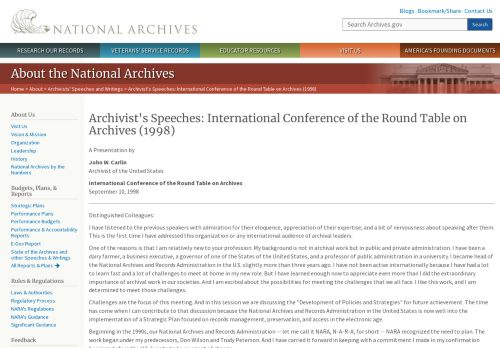 Blogs · Bookmark/Share · Contact Us
NATIONAL ARCHIVES
Search Archives.gov
Search
RESEARCH OUR RECORDS
VETERANS' SERVICE RECORDS
EDUCATOR RESOURCES
VISIT US
AMERICA'S FOUNDING DOCUMENTS
About the National Archives
Home > About > Archivists' Speeches and Writings > Archivist's Speeches: International Conference of the Round Table on Archives (1998)
About Us
Visit Us
Vision & Mission
Organization
Leadership
History
National Archives by the
Numbers
Budgets, Plans, &
Reports
Strategic Plans
Performance Plans
Performance Budgets
Performance & Accountability
Reports
E-Gov Report
State of the Archives and
other Speeches & Writings
All Reports & Plans →
Rules & Regulations
Laws & Authorities
Regulatory Process
NARA's Regulations
NARA's Guidance
Significant Guidance
Feedback
Archivist's Speeches: International Conference of the Round Table on
Archives (1998)
A Presentation by
John W. Carlin
Archivist of the United States
International Conference of the Round Table on Archives
September 10, 1998
Distinguished Colleagues:
I have listened to the previous speakers with admiration for their eloquence, appreciation of their expertise, and a bit of nervousness about speaking after them.
This is the first time I have addressed this organization or any international audience of archival leaders.
One of the reasons is that I am relatively new to your profession. My background is not in archival work but in public and private administration. I have been a
dairy farmer, a business executive, a governor of one of the States of the United States, and a professor of public administration in a university. I became head of
the National Archives and Records Administration in the U.S. slightly more than three years ago. I have not been active internationally because I have had a lot
to learn fast and a lot of challenges to meet at home in my new role. But I have learned enough now to appreciate even more than I did the extraordinary
importance of archival work in our societies. And I am excited about the possibilities for meeting the challenges that we all face. I like this work, and I am
determined to meet those challenges.
Challenges are the focus of this meeting. And in this session we are discussing the "Development of Policies and Strategies" for future achievement. The time
has come when I can contribute to that discussion because the National Archives and Records Administration in the United States is now well into the
implementation of a Strategic Plan focused on records management, preservation, and access in the electronic age.
Beginning in the 1990s, our National Archives and Records Administration -- let me call it NARA, N-A-R-A, for short -- NARA recognized the need to plan. The
work began under my predecessors, Don Wilson and Trudy Peterson. And I have carried it forward in keeping with a commitment I made in my confirmation